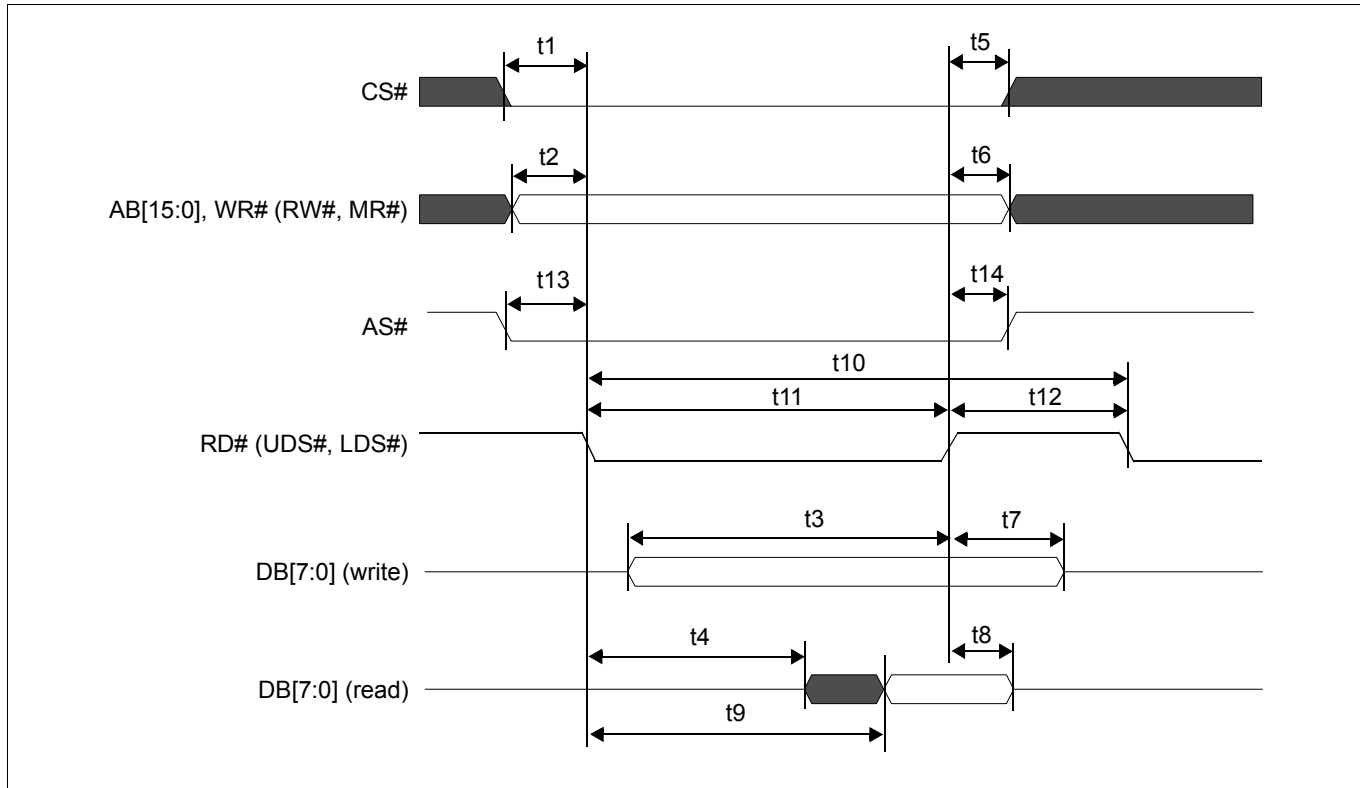 t1
t5
CS#
t2
t6
AB[15:0], WR# (RW#, MR#)
t13
t14
AS#
t10
t11
t12
RD# (UDS#, LDS#)
t3
t7
DB[7:0] (write)
t4
t8
DB[7:0] (read)
t9